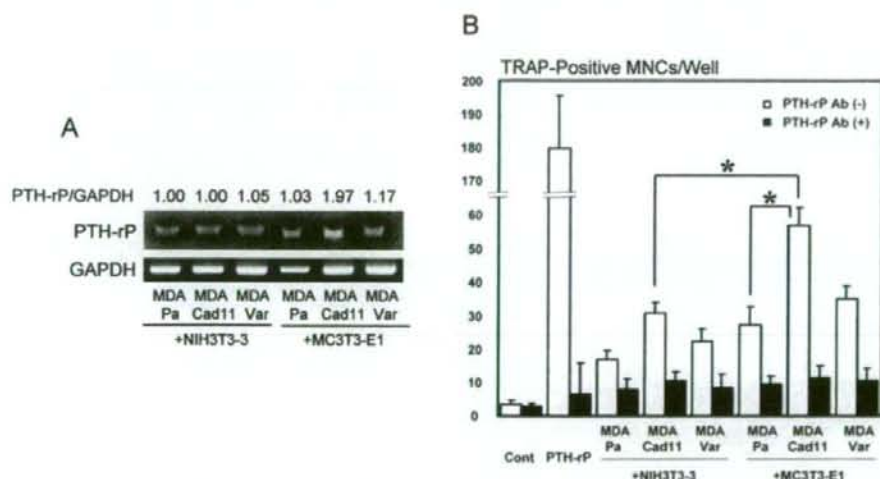 A
PTH-rP/GAPDH 1.00 1.00 1.05 1.03 1.97 1.17
PTH-rP
GAPDH
MDA MDA MDA MDA MDA MDA
Pa Cad11 Var Pa Cad11 Var
+NIH3T3-3 +MC3T3-E1
B
TRAP-Positive MNCs/Well
200
190
180
170
60
50
40
30
20
10
0
PTH-rP Ab (-)
PTH-rP Ab (+)
*
*
MDA MDA MDA MDA MDA MDA
Cont PTH-rP Pa Cad11 Var Pa Cad11 Var
+NIH3T3-3 +MC3T3-E1